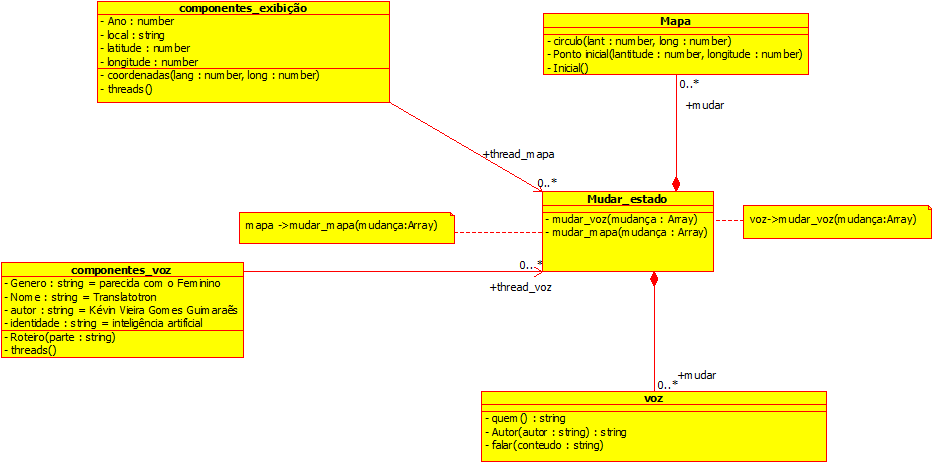 componentes_exibição
- Ano : number
- local : string
- latitude : number
- longitude : number
- coordenadas(lang : number, long : number)
- threads()
Mapa
- circulo(lant : number, long : number)
- Ponto inicial(lantitude : number, longitude : number)
- Inicial()
0..*
+mudar
+thread_mapa
0..*
Mudar_estado
- mudar_voz(mudança : Array)
- mudar_mapa(mudança : Array)
mapa ->mudar_mapa(mudança:Array)
voz->mudar_voz(mudança:Array)
componentes_voz
- Genero : string = parecida com o Feminino
- Nome : string = Translatotron
- autor : string = Kévin Vieira Gomes Guimaraẽs
- identidade : string = inteligência artificial
- Roteiro(parte : string)
- threads()
0..*
+thread_voz
+mudar
0..*
voz
- quem() : string
- Autor(autor : string) : string
- falar(conteudo : string)